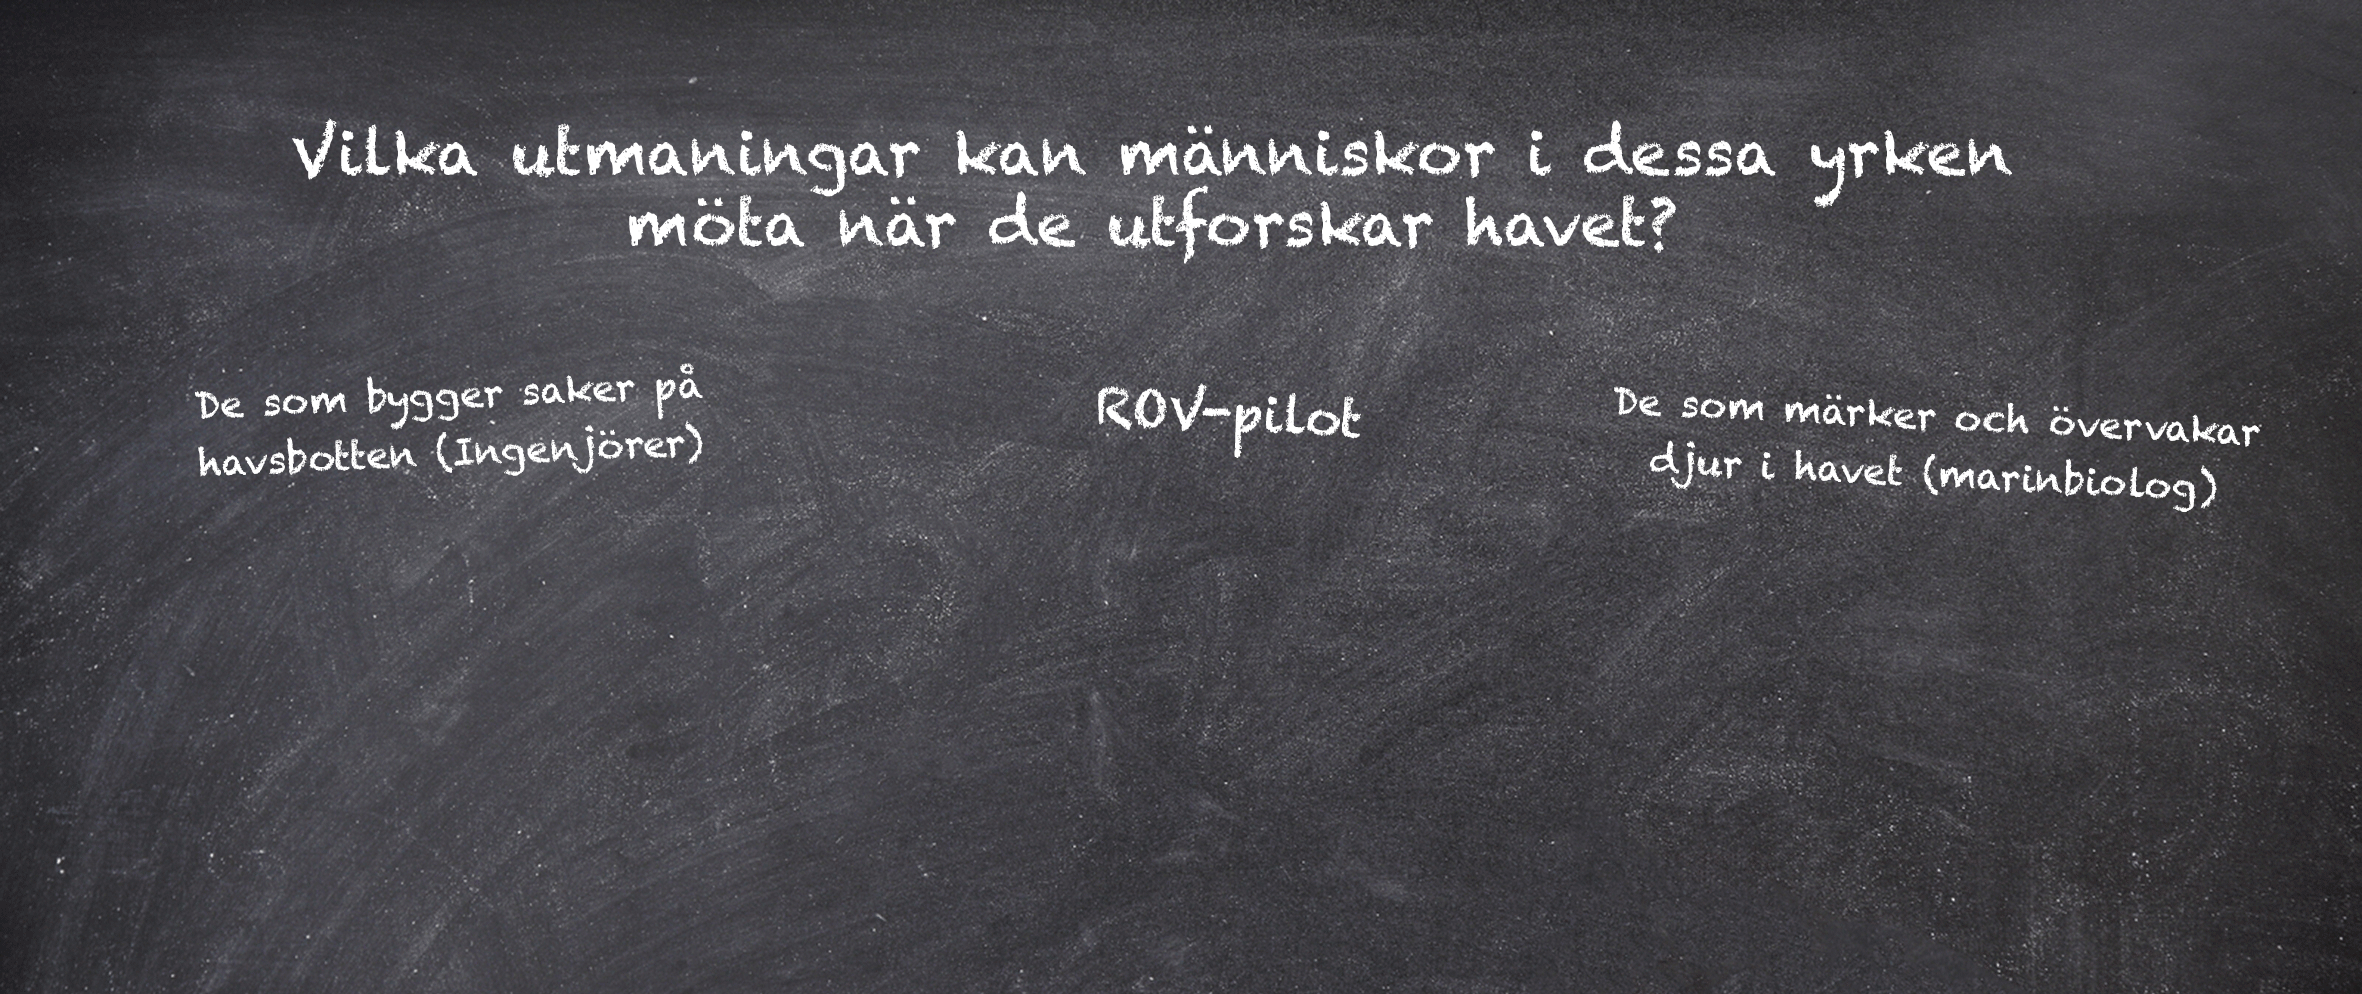 Vilka utmaningar kan människor i dessa yrken
möta när de utforskar havet?
De som bygger saker på
havsbotten (Ingenjörer)
ROV-pilot
De som märker och övervakar
djur i havet (marinbiolog)